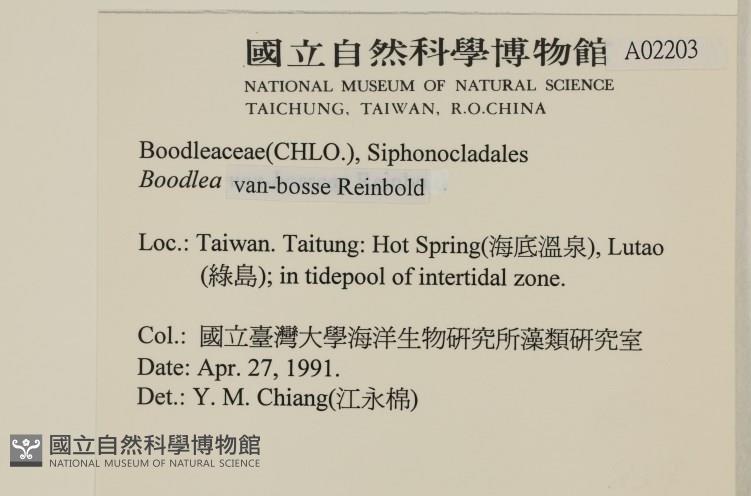 國立自然科學博物館 A02203
NATIONAL MUSEUM OF NATURAL SCIENCE
TAICHUNG, TAIWAN, R.O.CHINA
Boodleaceae(CHLO.), Siphonocladales
Boodlea van-bosse Reinbold
Loc.: Taiwan. Taitung: Hot Spring(海底溫泉), Lutao
(綠島); in tidepool of intertidal zone.
Col.: 國立臺灣大學海洋生物研究所藻類研究室
Date: Apr. 27, 1991.
Det.: Y. M. Chiang(江永棉)
國立自然科學博物館
NATIONAL MUSEUM OF NATURAL SCIENCE